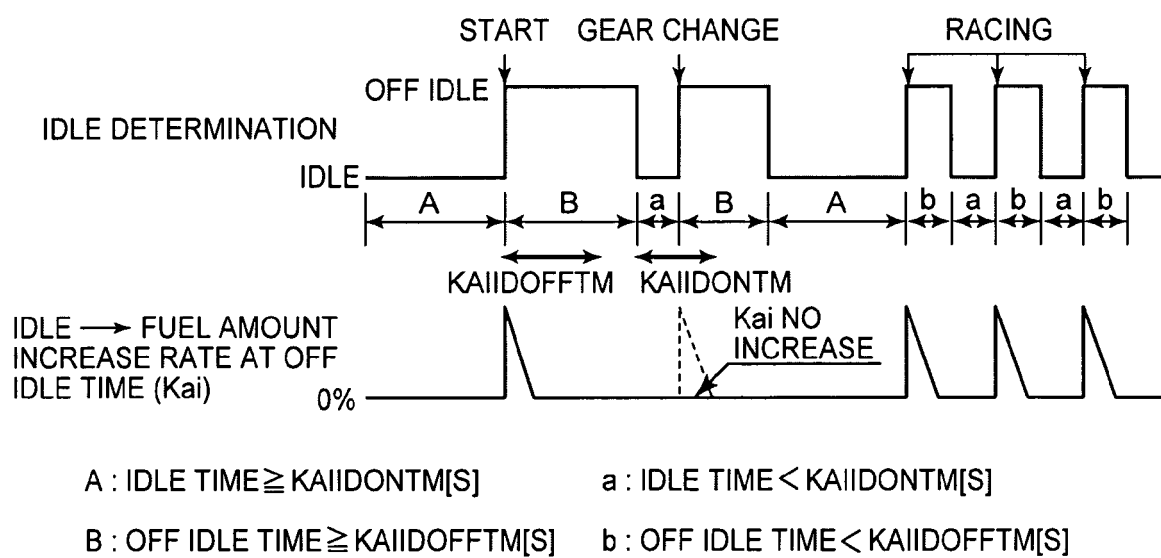 START GEAR CHANGE RACING
OFF IDLE
IDLE DETERMINATION
IDLE
A B a B A b a b a b
KAIIDOFFTM KAIIDONTM
IDLE → FUEL AMOUNT
INCREASE RATE AT OFF
IDLE TIME (Kai)
Kai NO
INCREASE
0%
A : IDLE TIME ≧ KAIIDONTM[S] a : IDLE TIME < KAIIDONTM[S]
B : OFF IDLE TIME ≧ KAIIDOFFTM[S] b : OFF IDLE TIME < KAIIDOFFTM[S]